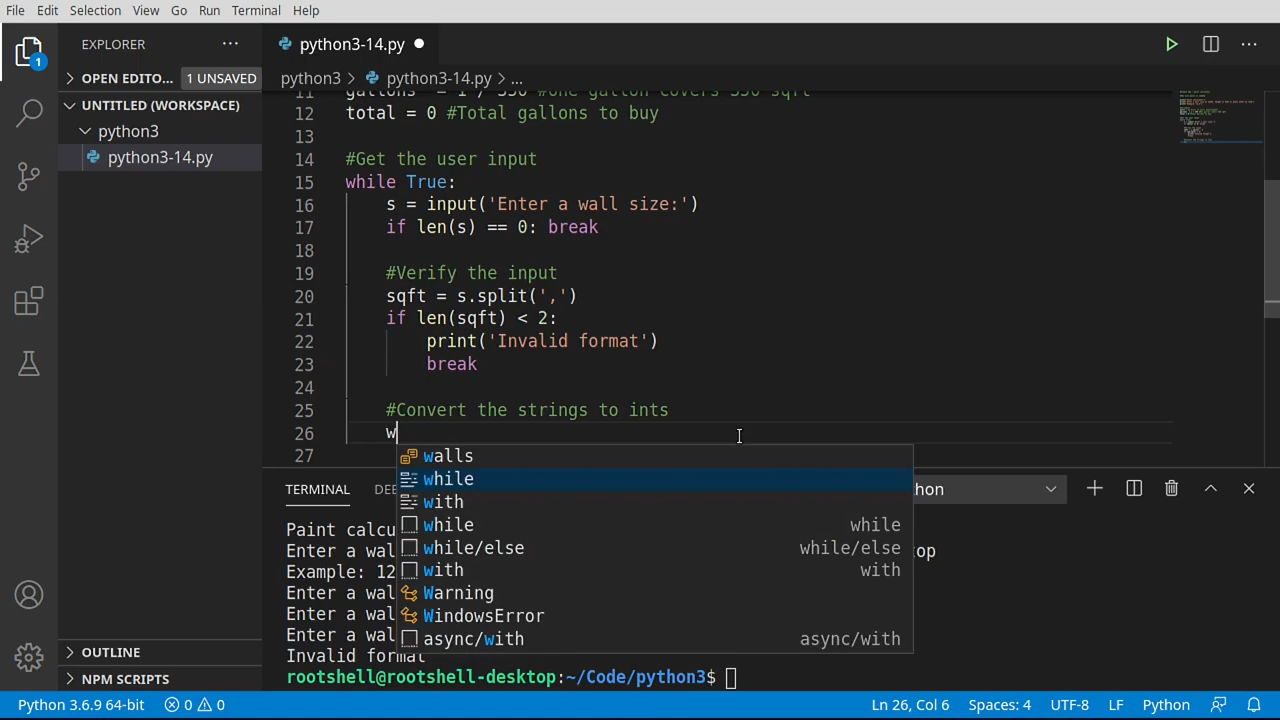 File Edit Selection View Go Run Terminal Help
EXPLORER
OPEN EDITO... 1 UNSAVED
UNTITLED (WORKSPACE)
python3
python3-14.py
OUTLINE
NPM SCRIPTS
1
python3-14.py
python3 > python3-14.py > ...
11 gallons = 1 / 350 #one gallon covers 350 sqft
12 total = 0 #Total gallons to buy
13
14 #Get the user input
15 while True:
16 s = input('Enter a wall size:')
17 if len(s) == 0: break
18
19 #Verify the input
20 sqft = s.split(',')
21 if len(sqft) < 2:
22 print('Invalid format')
23 break
24
25 #Convert the strings to ints
26 w
27
walls
while
with
while while
while/else while/else
with with
Warning
WindowsError
async/with async/with
TERMINAL DE hon
Paint calcu
Enter a wal op
Example: 12
Enter a wal
Enter a wal
Enter a wal
Invalid format
rootshell@rootshell-desktop:~/Code/python3$
Python 3.6.9 64-bit 0 0 Ln 26, Col 6 Spaces: 4 UTF-8 LF Python